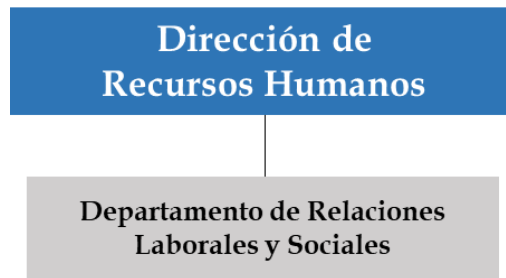 Dirección de
Recursos Humanos
Departamento de Relaciones
Laborales y Sociales